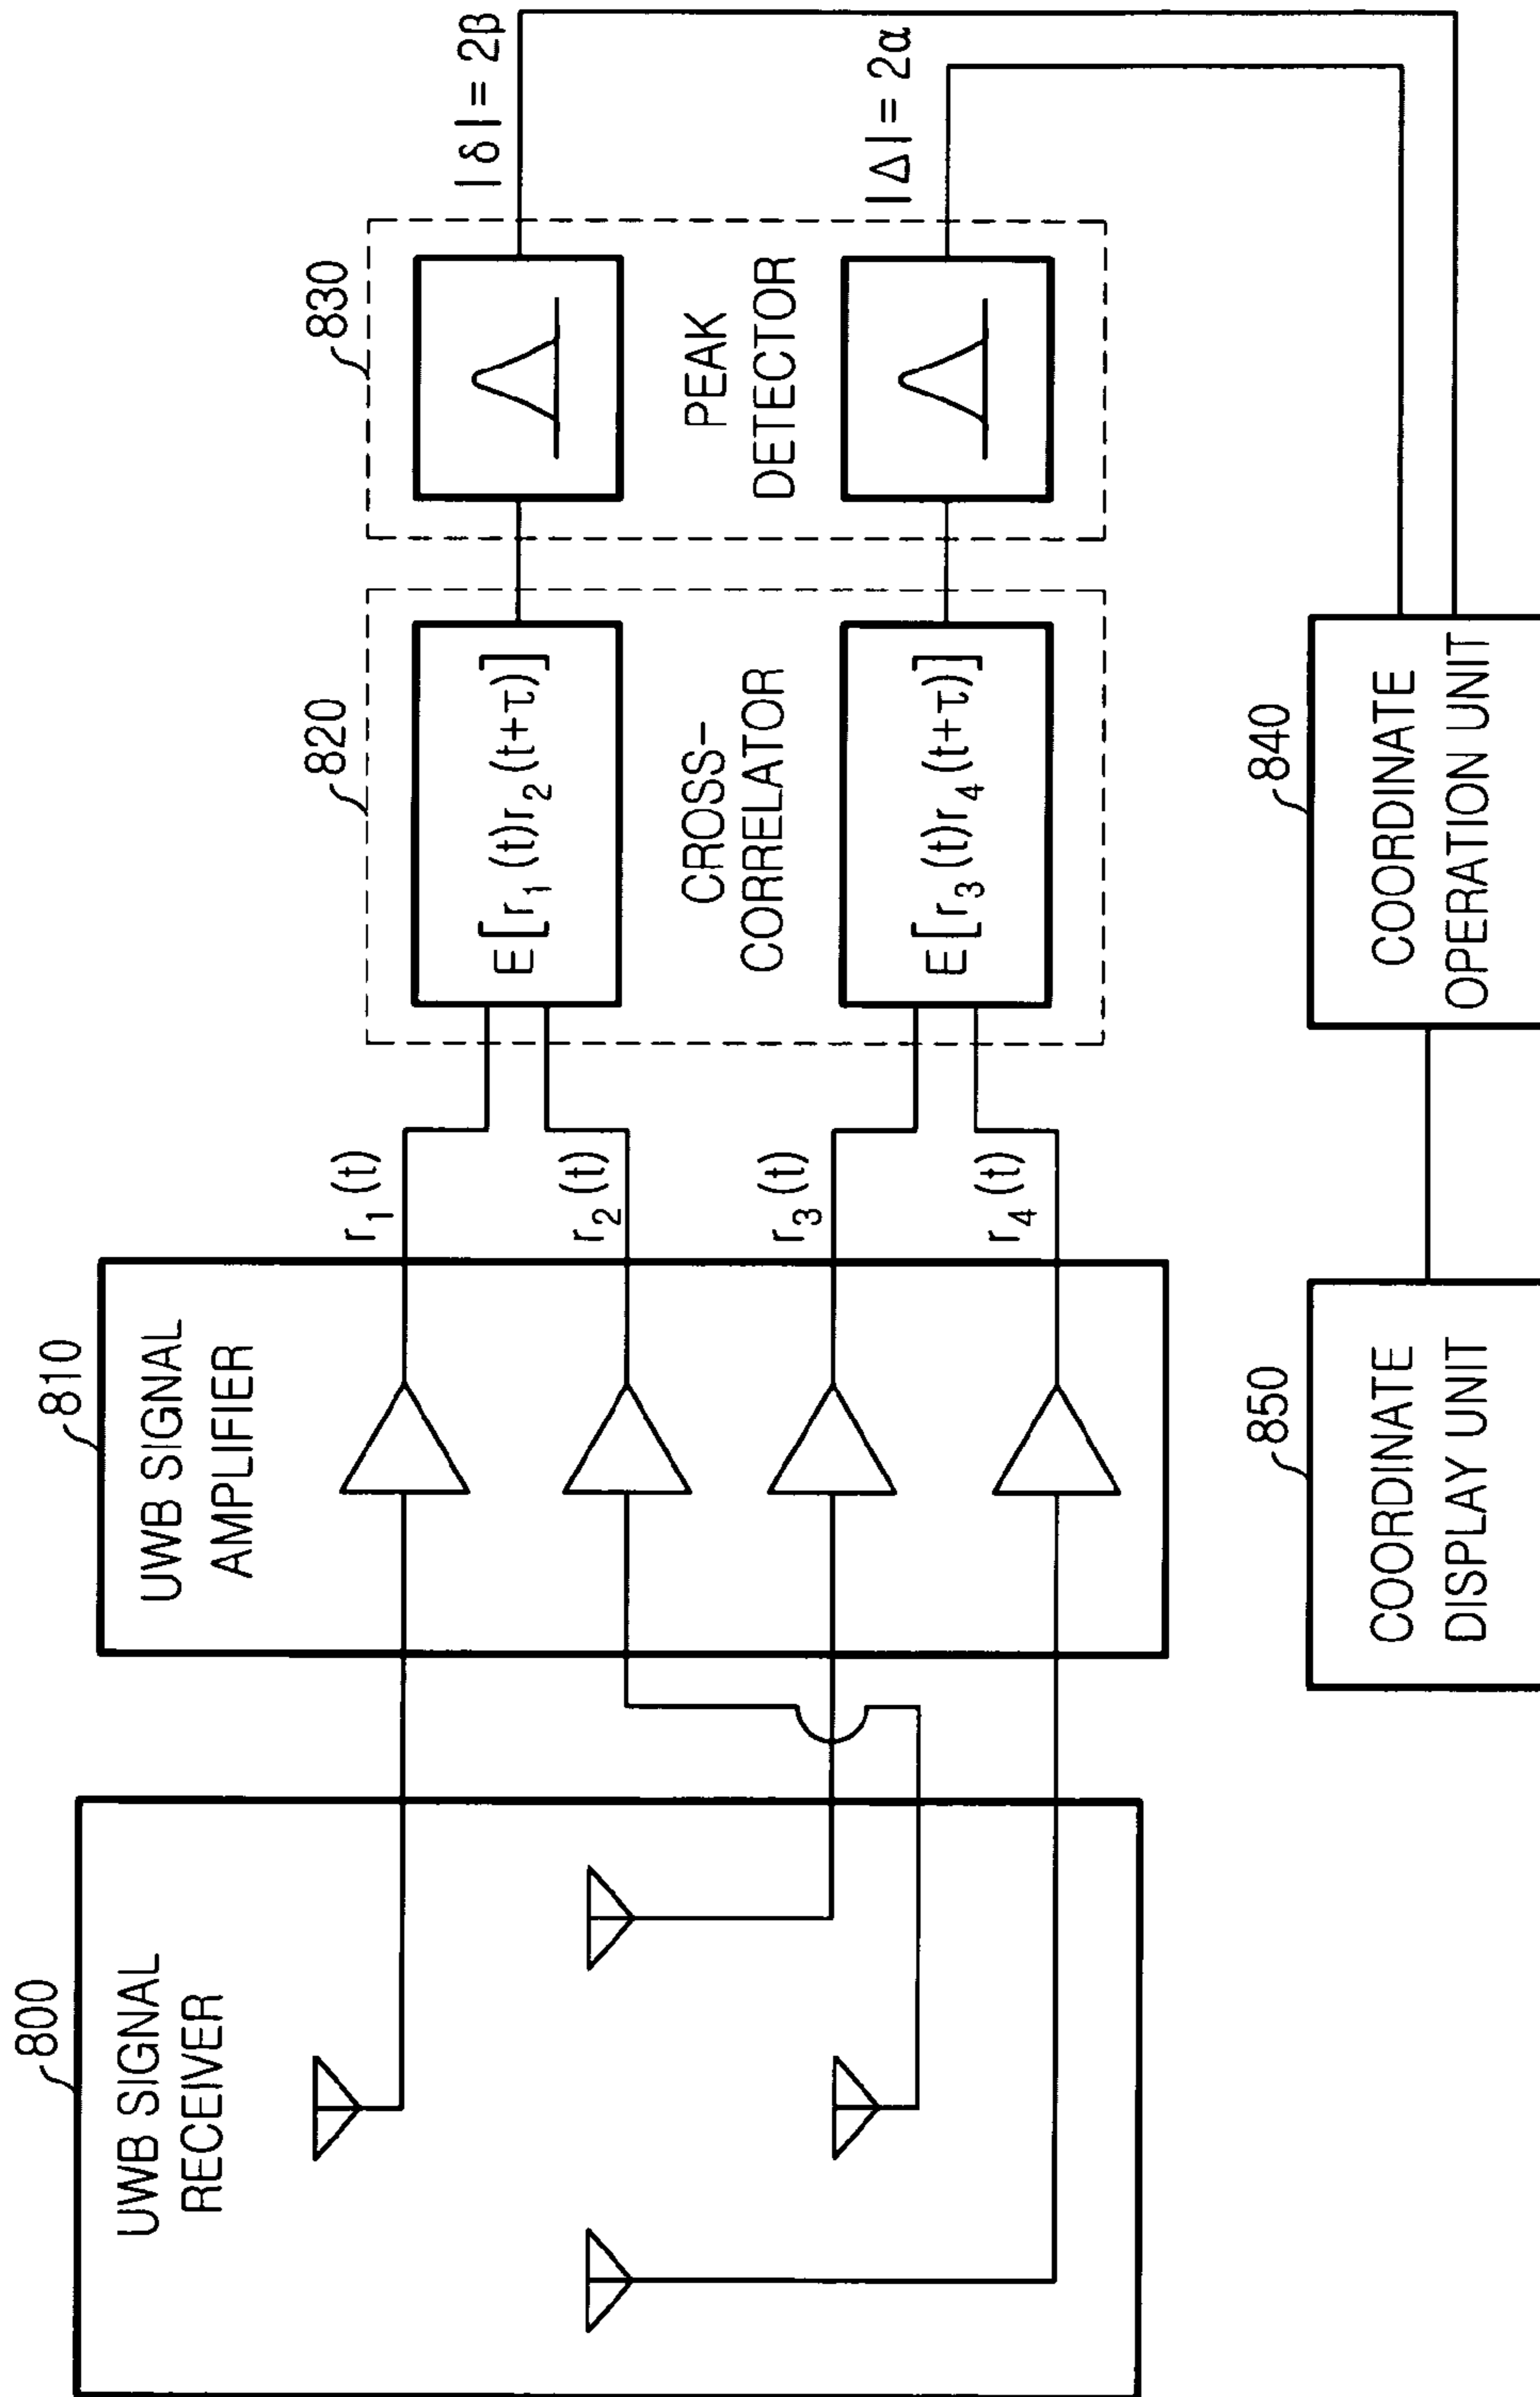 800
UWB SIGNAL
RECEIVER
810
UWB SIGNAL
AMPLIFIER
r₁(t)
r₂(t)
r₃(t)
r₄(t)
820
E[r₁(t)r₂(t+τ)]
CROSS-
CORRELATOR
E[r₃(t)r₄(t+τ)]
830
PEAK
DETECTOR
|δ|=2β
|Δ|=2α
850
COORDINATE
DISPLAY UNIT
840
COORDINATE
OPERATION UNIT